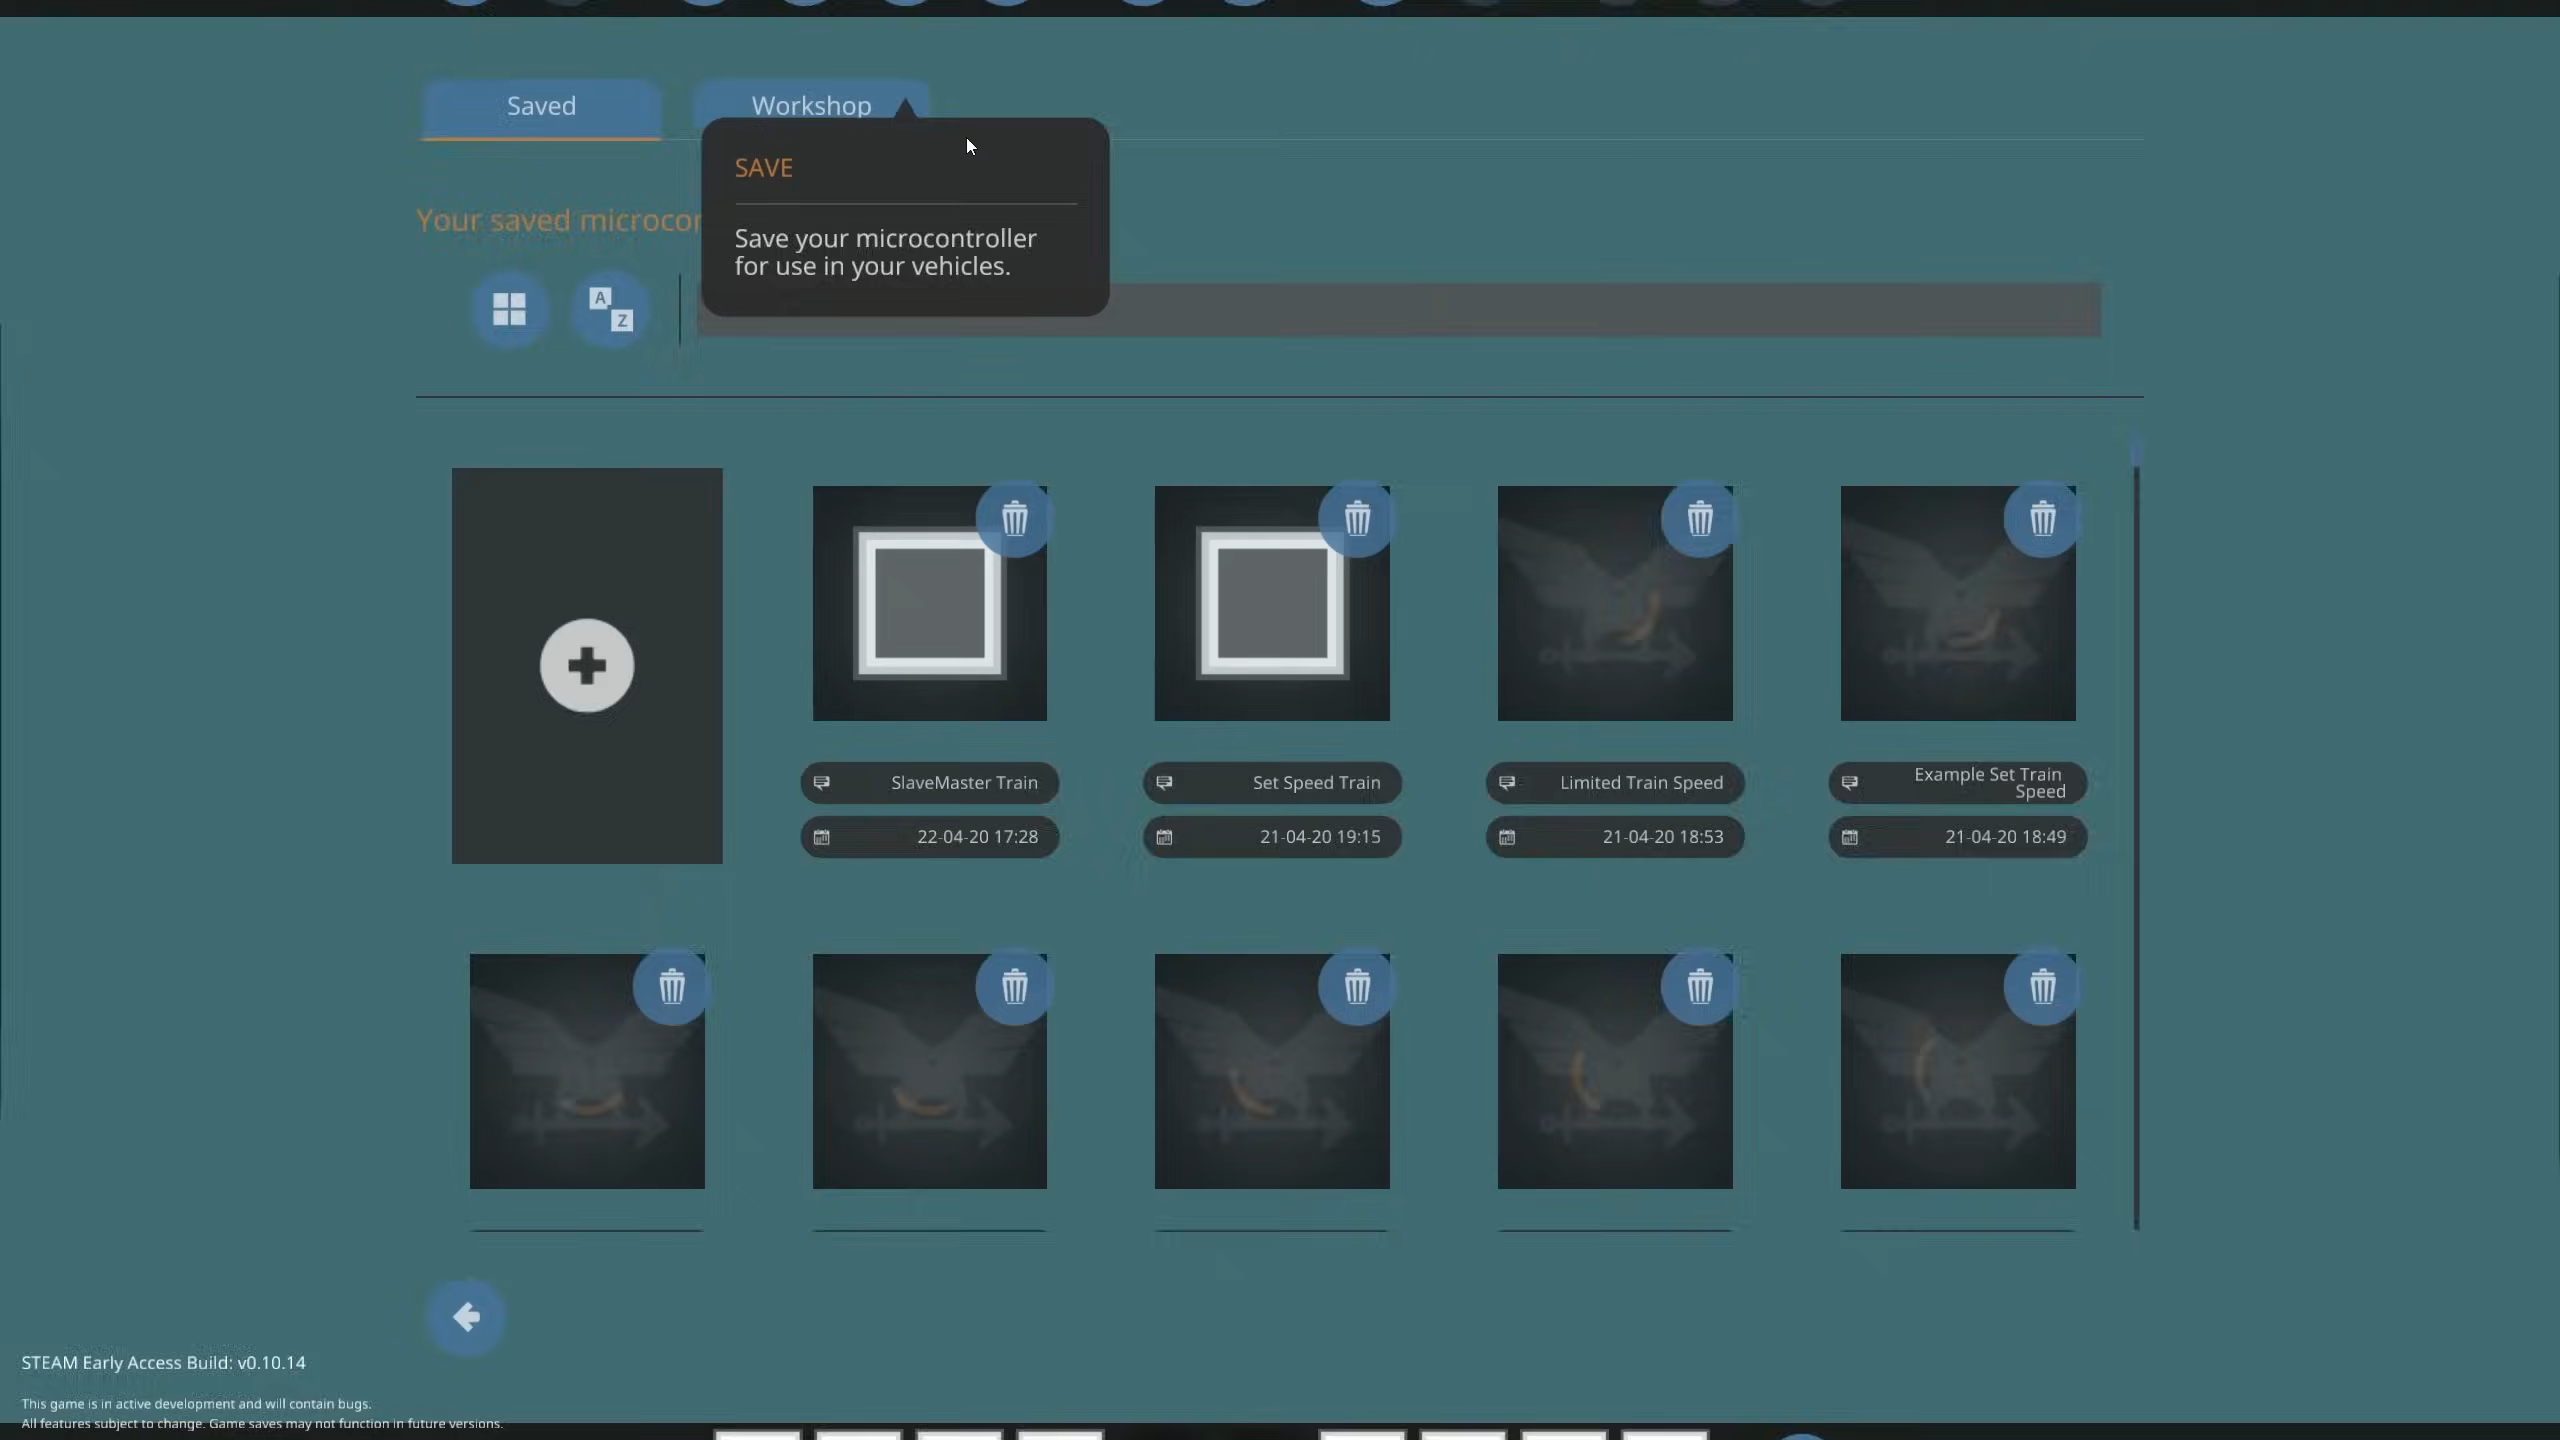 Saved
Workshop
SAVE
Save your microcontroller
for use in your vehicles.
Your saved
A
Z
SlaveMaster Train
Set Speed Train
Limited Train Speed
Example Set Train
Speed
22-04-20 17:28
21-04-20 19:15
21-04-20 18:53
21-04-20 18:49
STEAM Early Access Build: v0.10.14
This game is in active development and will contain bugs.
All features subject to change. Game saves may not function in future versions.